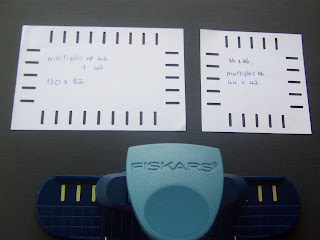 multiples of 44
+ 42
130 x 82
86 x 86.
multiples of
44 x 42
FISKARS®